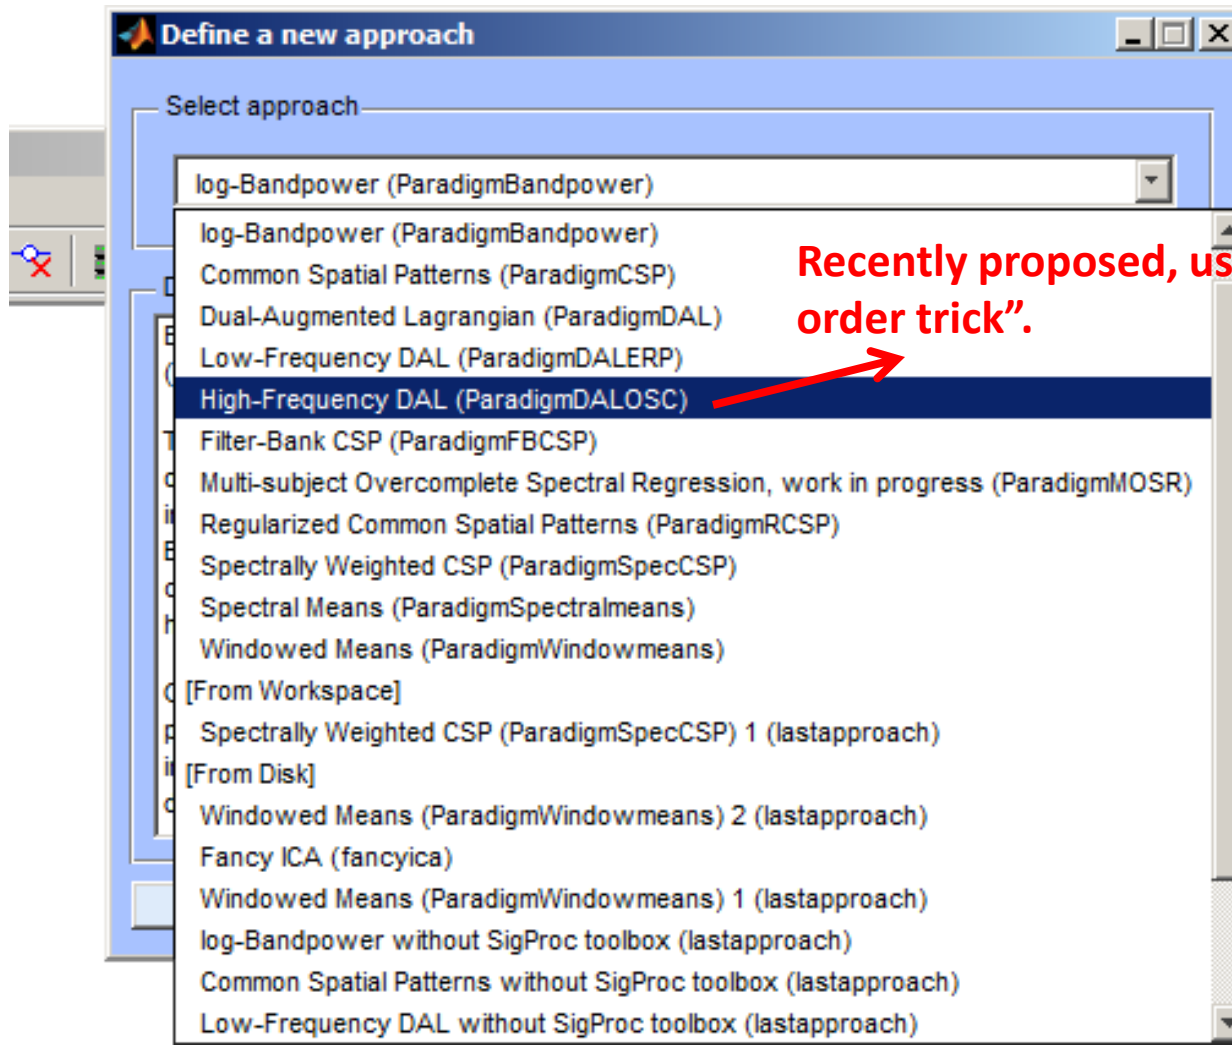 Define a new approach
Select approach
log-Bandpower (ParadigmBandpower)
log-Bandpower (ParadigmBandpower)
Common Spatial Patterns (ParadigmCSP)
Dual-Augmented Lagrangian (ParadigmDAL)
Low-Frequency DAL (ParadigmDALERP)
High-Frequency DAL (ParadigmDALOSC)
Filter-Bank CSP (ParadigmFBCSP)
Multi-subject Overcomplete Spectral Regression, work in progress (ParadigmMOSR)
Regularized Common Spatial Patterns (ParadigmRCSP)
Spectrally Weighted CSP (ParadigmSpecCSP)
Spectral Means (ParadigmSpectralmeans)
Windowed Means (ParadigmWindowmeans)
[From Workspace]
Spectrally Weighted CSP (ParadigmSpecCSP) 1 (lastapproach)
[From Disk]
Windowed Means (ParadigmWindowmeans) 2 (lastapproach)
Fancy ICA (fancyica)
Windowed Means (ParadigmWindowmeans) 1 (lastapproach)
log-Bandpower without SigProc toolbox (lastapproach)
Common Spatial Patterns without SigProc toolbox (lastapproach)
Low-Frequency DAL without SigProc toolbox (lastapproach)
Recently proposed, us
order trick”.